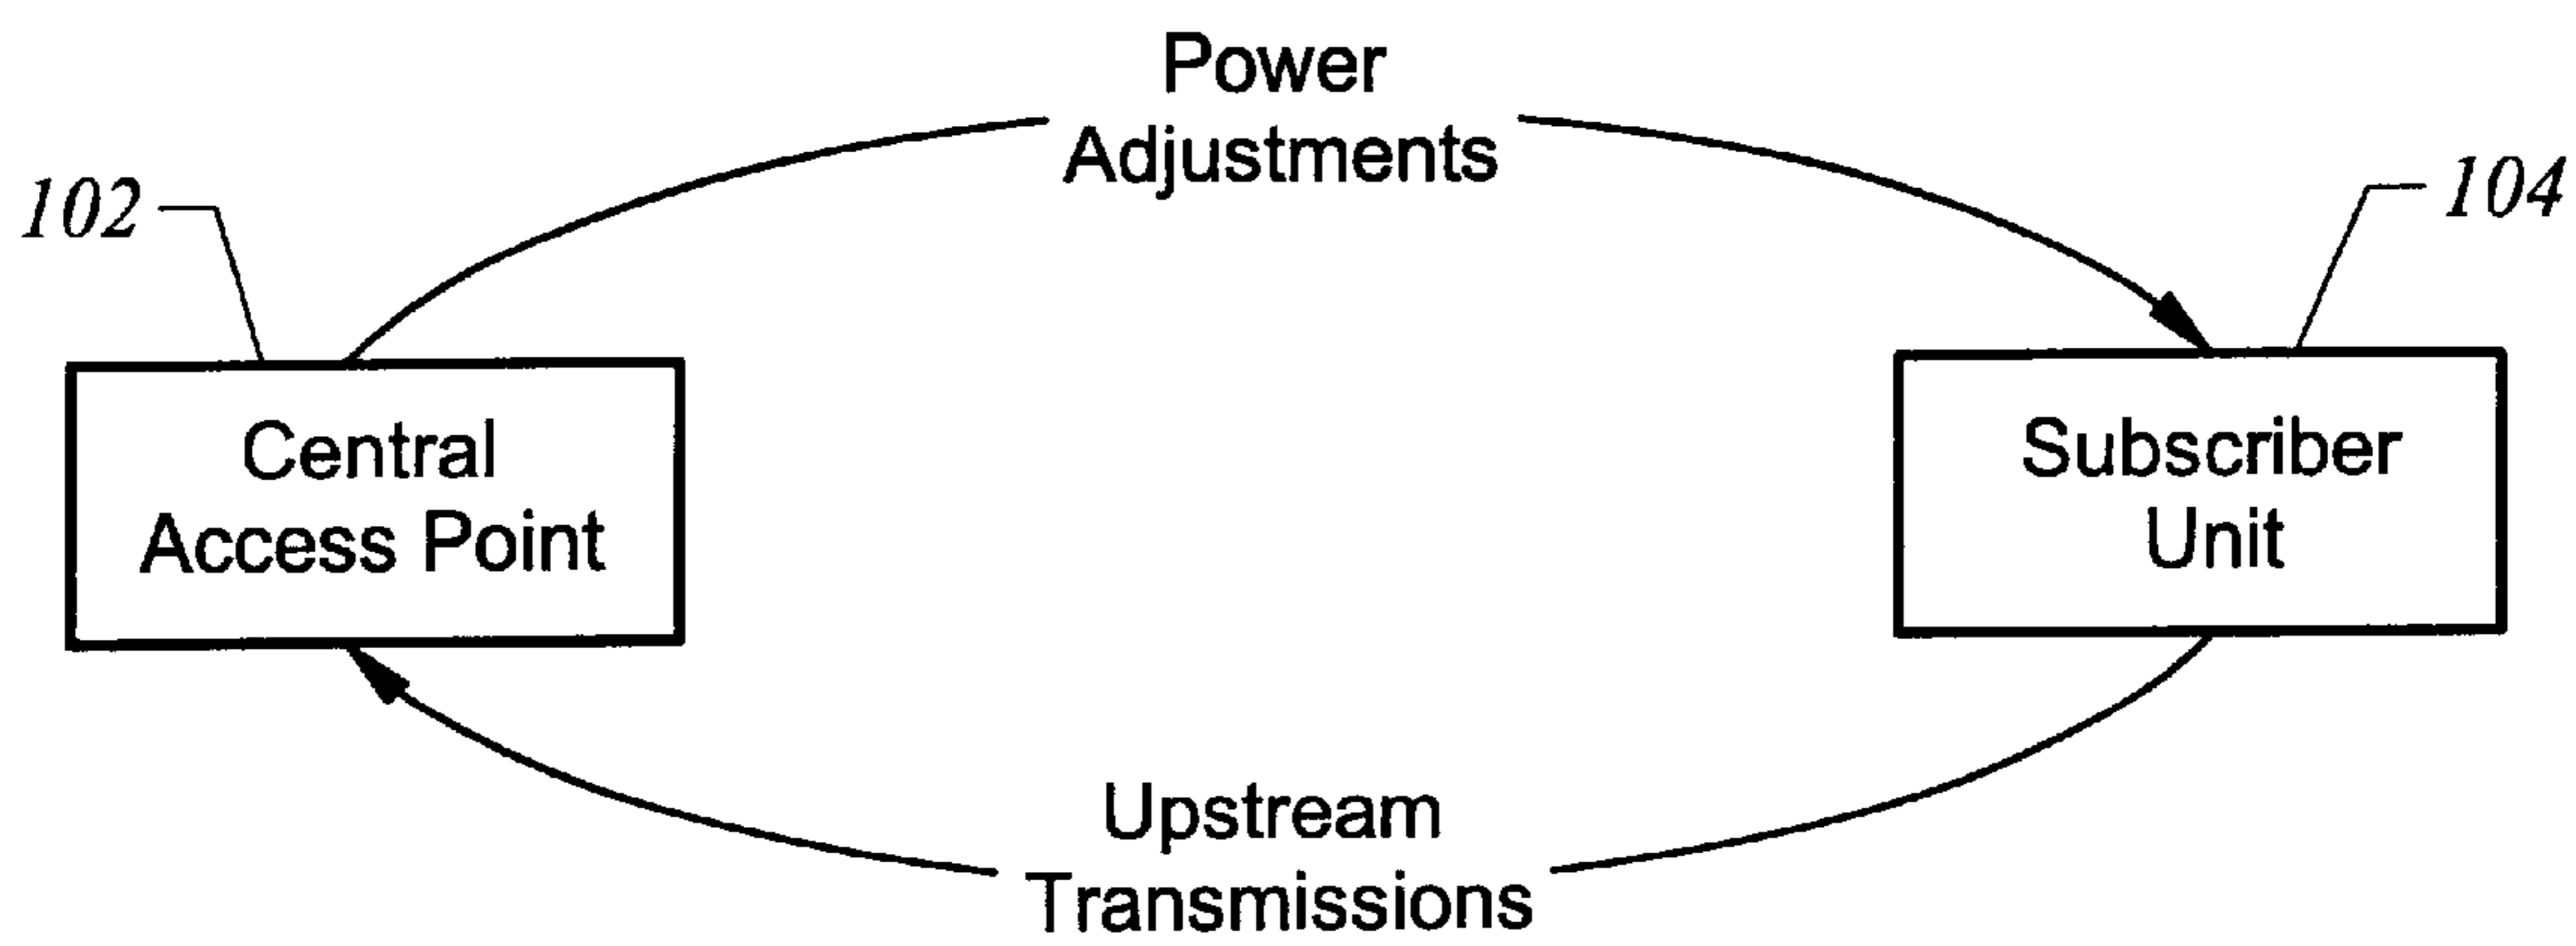 Power
Adjustments
102
104
Central
Access Point
Subscriber
Unit
Upstream
Transmissions